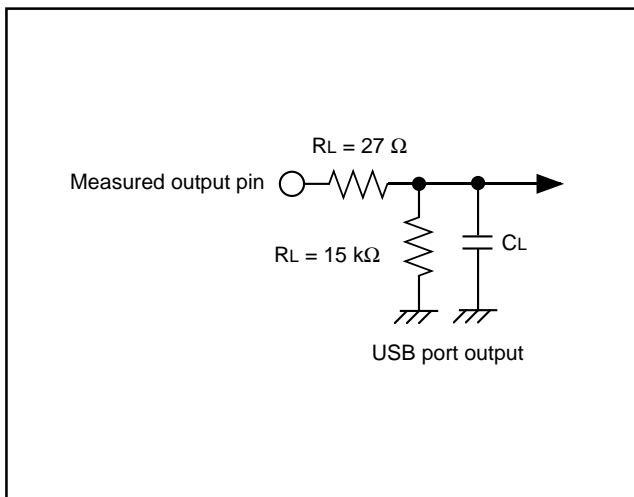 RL = 27 Ω
Measured output pin
RL = 15 kΩ
CL
USB port output